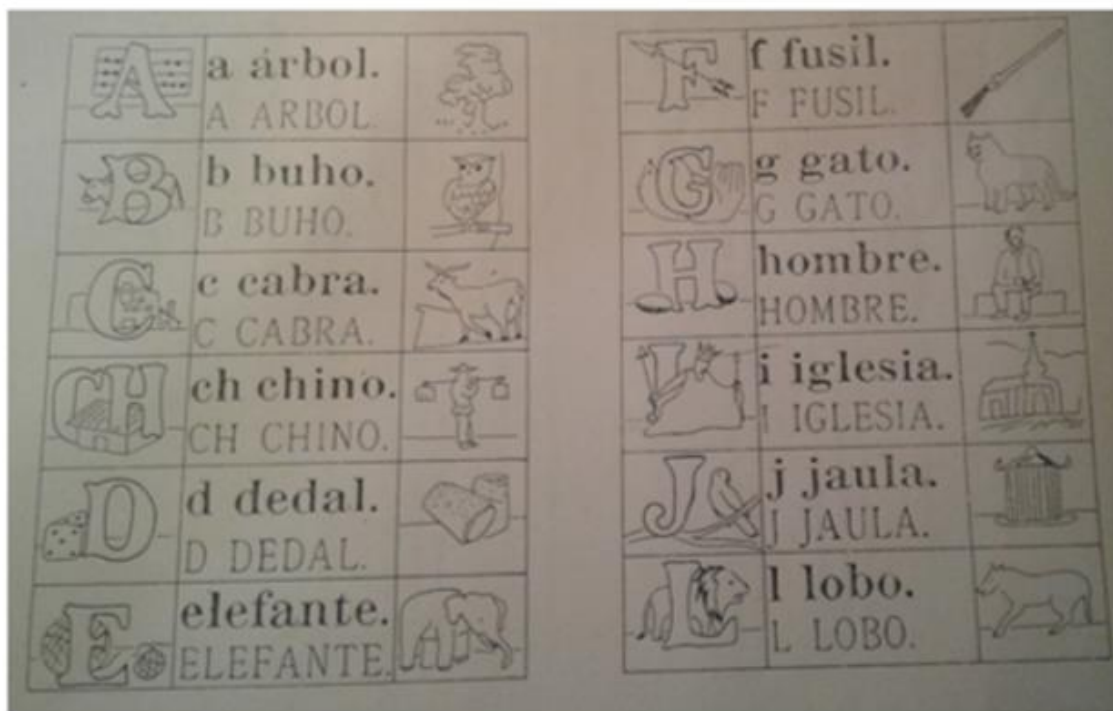 A
a árbol.
A ARBOL.
B
b buho.
B BUHO.
C
c cabra.
C CABRA.
CH
ch chino.
CH CHINO.
D
d dedal.
D DEDAL.
E
elefante.
ELEFANTE.
F
f fusil.
F FUSIL.
G
g gato.
G GATO.
H
hombre.
HOMBRE.
I
i iglesia.
I IGLESIA.
J
j jaula.
J JAULA.
L
l lobo.
L LOBO.